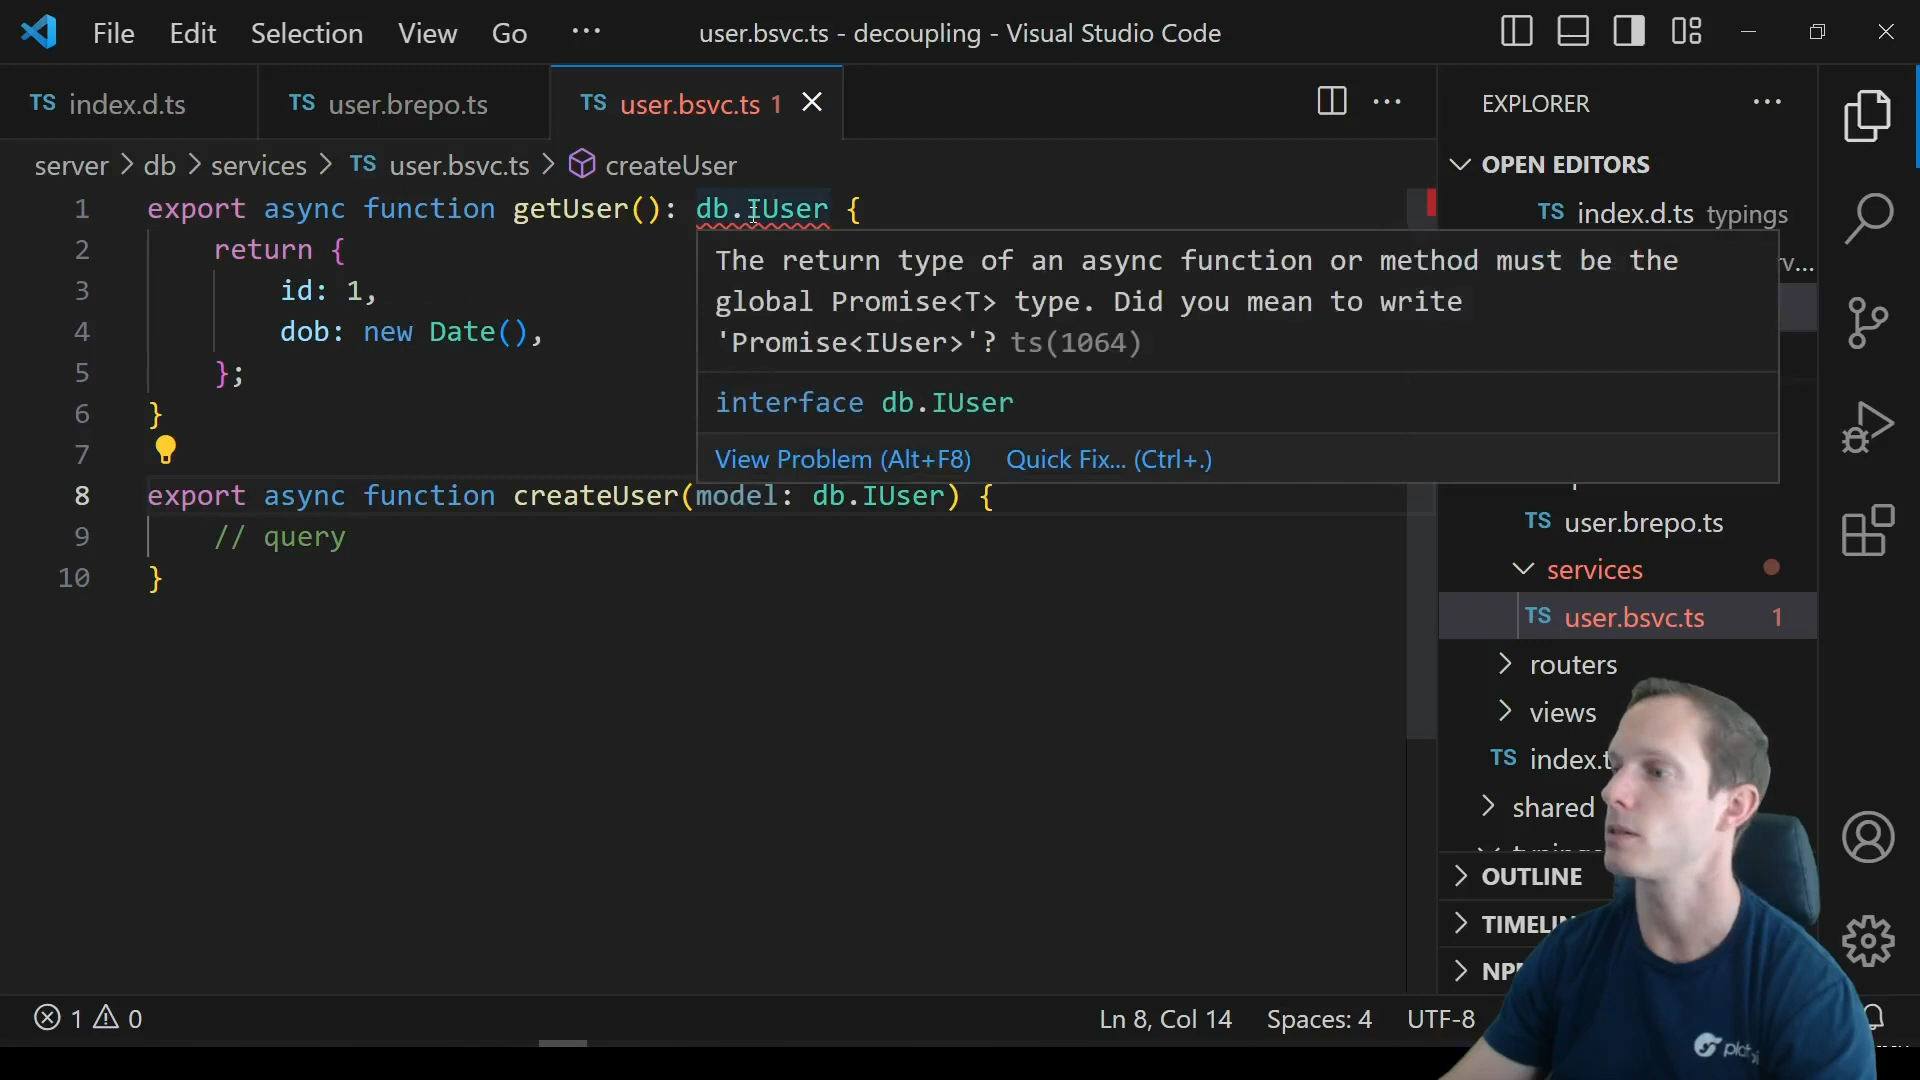 File Edit Selection View Go ··· user.bsvc.ts - decoupling - Visual Studio Code
TS index.d.ts TS user.brepo.ts TS user.bsvc.ts 1
server > db > services > TS user.bsvc.ts > createUser
1 export async function getUser(): db.IUser {
2 return {
3 id: 1,
4 dob: new Date(),
5 };
6 }
7
8 export async function createUser(model: db.IUser) {
9 // query
10 }
The return type of an async function or method must be the
global Promise<T> type. Did you mean to write
'Promise<IUser>'? ts(1064)
interface db.IUser
View Problem (Alt+F8) Quick Fix... (Ctrl+.)
EXPLORER
OPEN EDITORS
TS index.d.ts typings
TS user.brepo.ts
services
TS user.bsvc.ts 1
routers
views
TS
shared
OUTLINE
1 0
Ln 8, Col 14 Spaces: 4 UTF-8